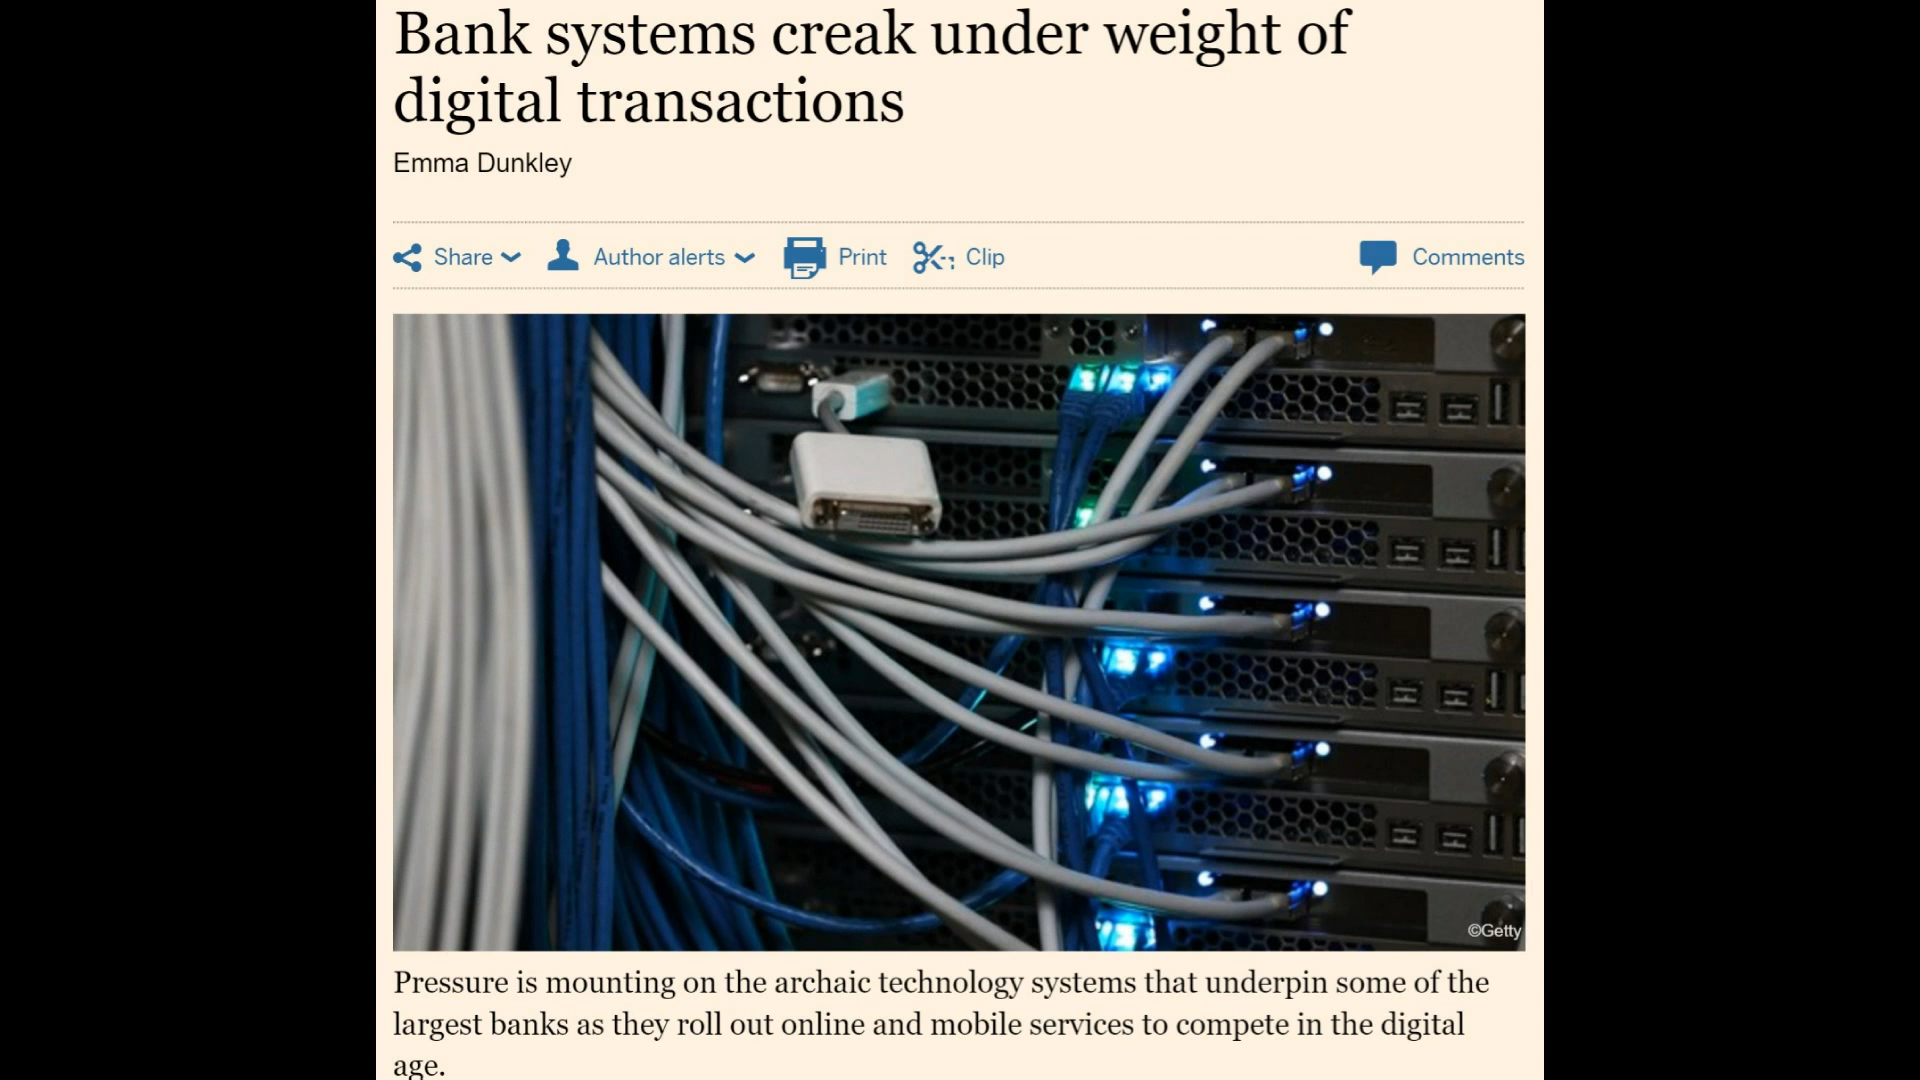 Bank systems creak under weight of
digital transactions
Emma Dunkley
Share
Author alerts
Print
Clip
Comments
©Getty
Pressure is mounting on the archaic technology systems that underpin some of the
largest banks as they roll out online and mobile services to compete in the digital
age.